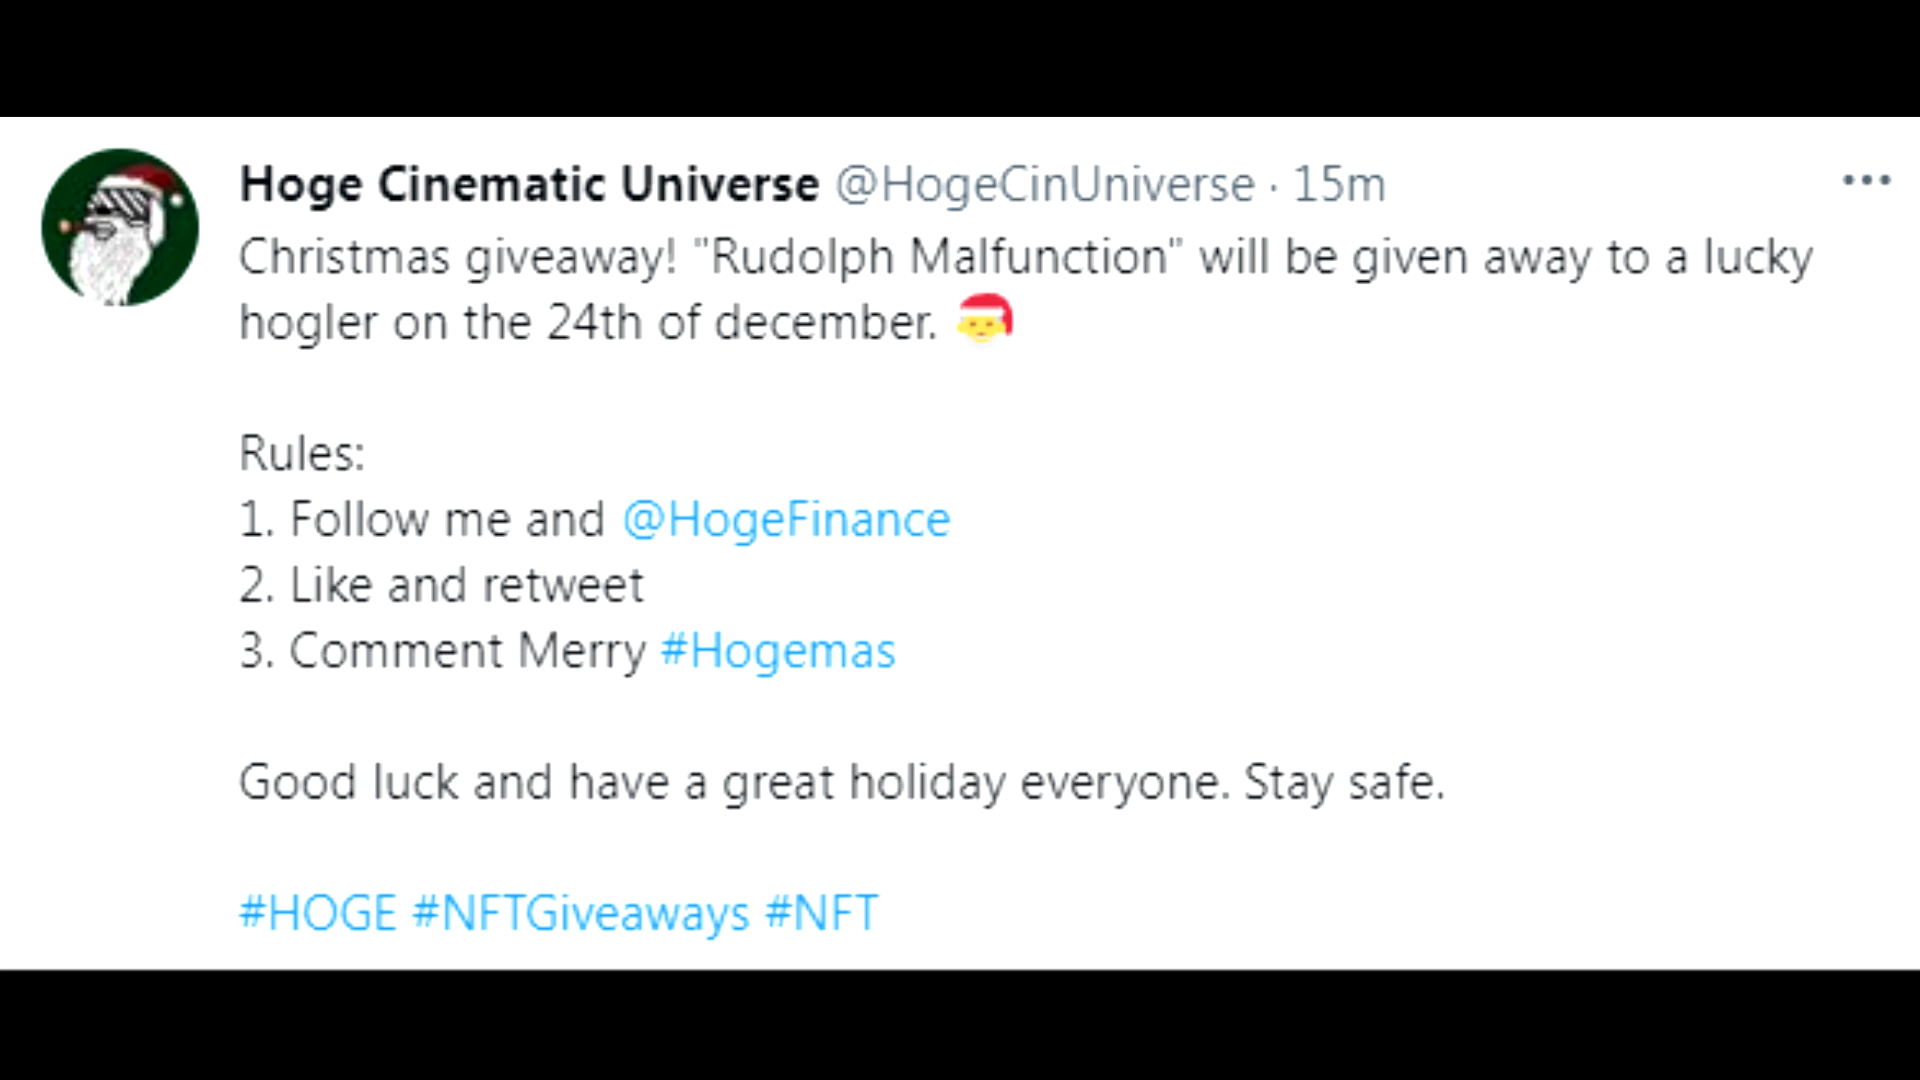 Hoge Cinematic Universe @HogeCinUniverse · 15m
Christmas giveaway! "Rudolph Malfunction" will be given away to a lucky
hogler on the 24th of december. 🎅
Rules:
1. Follow me and @HogeFinance
2. Like and retweet
3. Comment Merry #Hogemas
Good luck and have a great holiday everyone. Stay safe.
#HOGE #NFTGiveaways #NFT